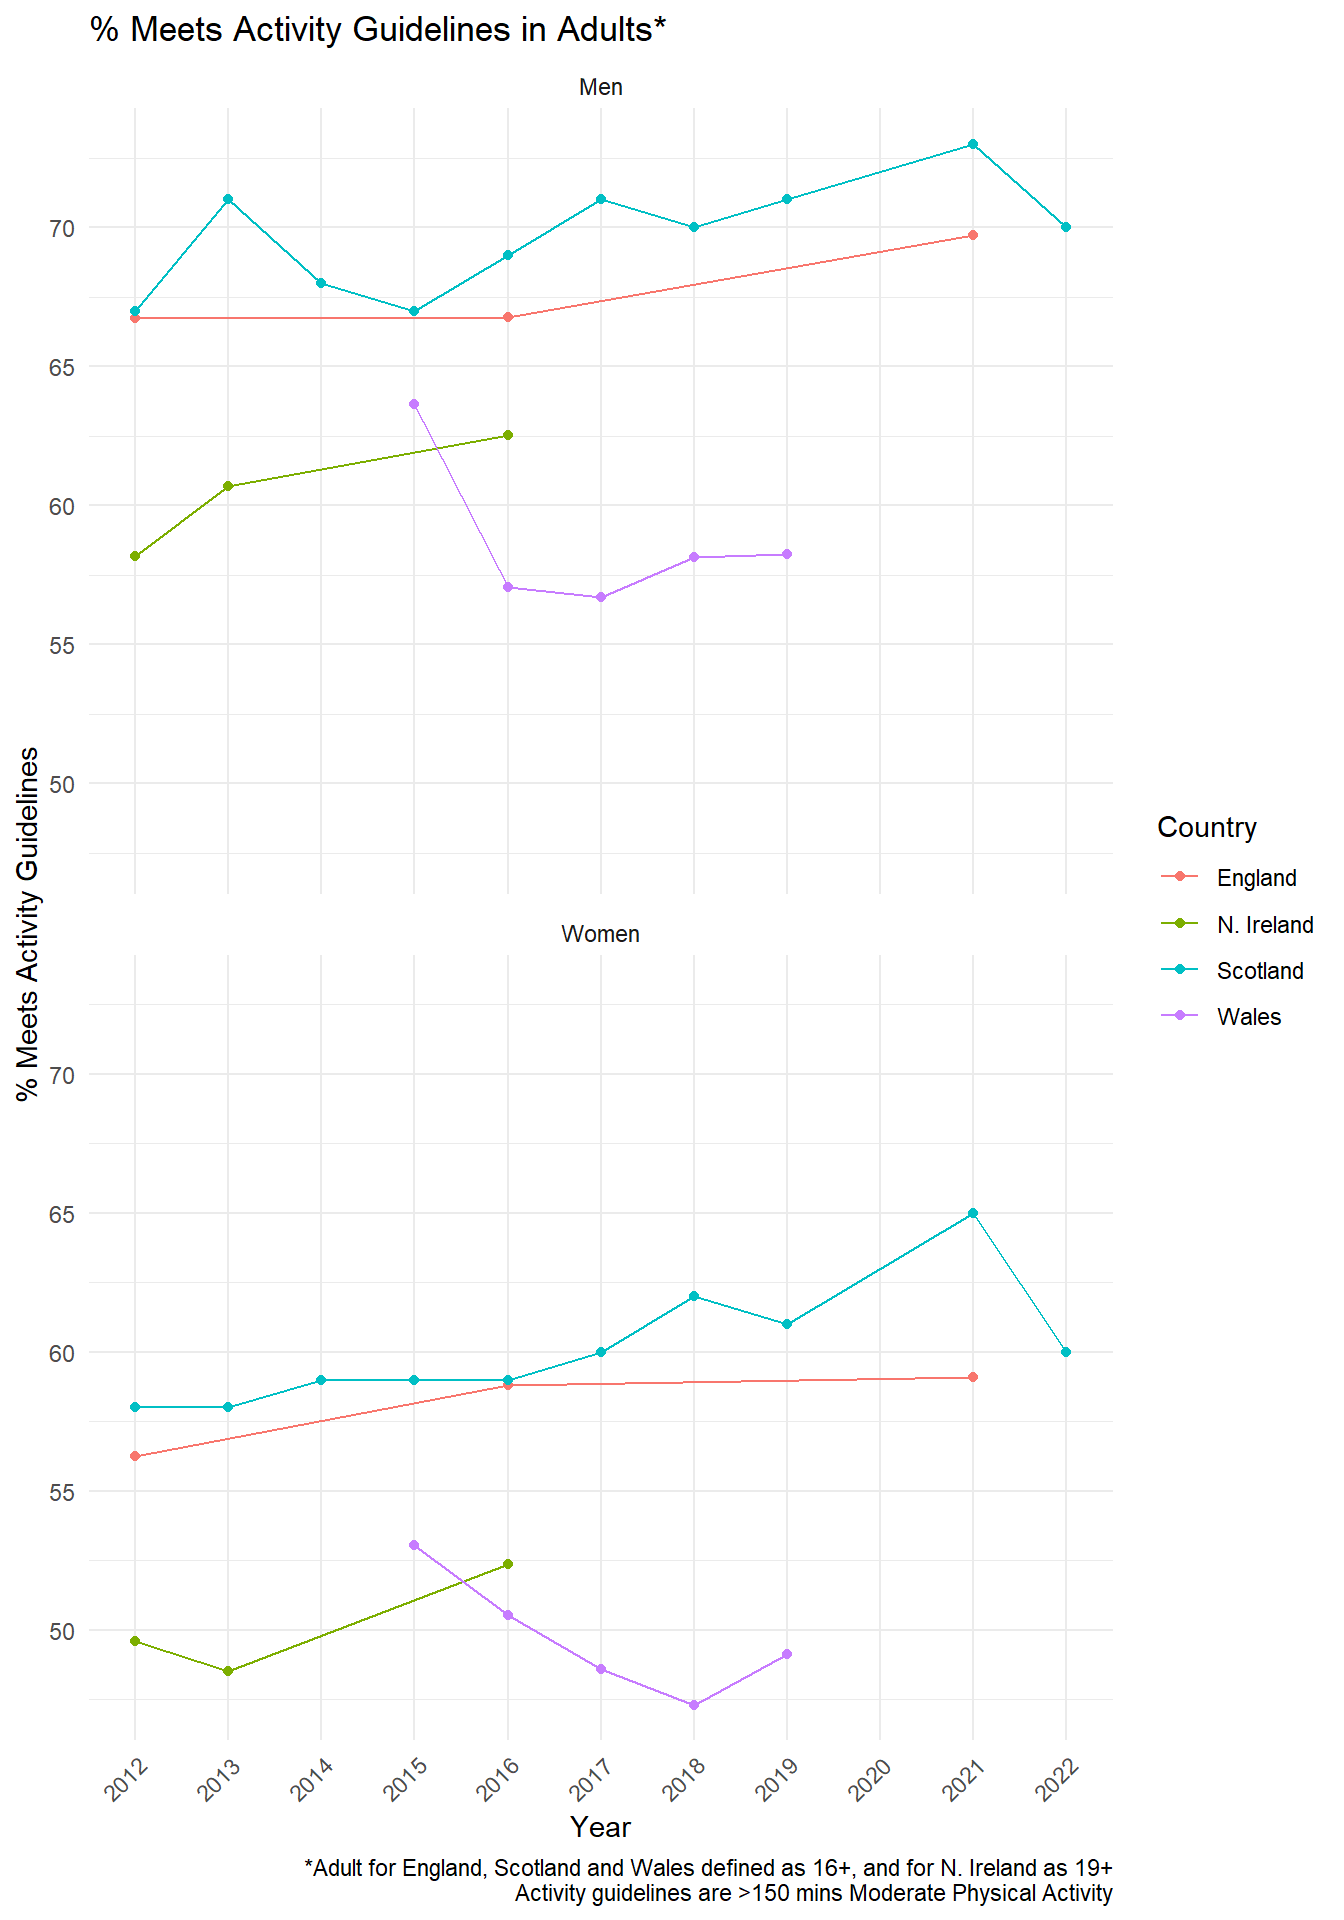 % Meets Activity Guidelines in Adults*
Men
70
65
60
55
50
% Meets Activity Guidelines
Women
70
65
60
55
50
2012 2013 2014 2015 2016 2017 2018 2019 2020 2021 2022
Year
Country
England
N. Ireland
Scotland
Wales
*Adult for England, Scotland and Wales defined as 16+, and for N. Ireland as 19+
Activity guidelines are >150 mins Moderate Physical Activity